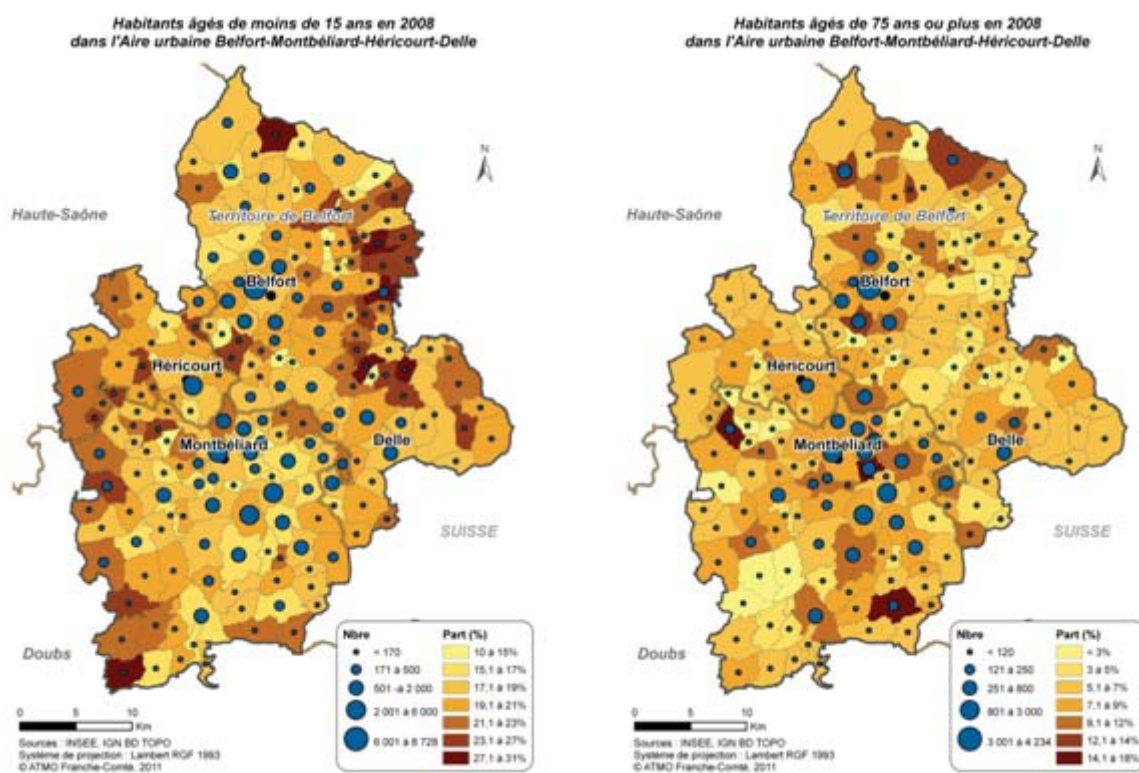 Habitants âgés de moins de 15 ans en 2008
dans l'Aire urbaine Belfort-Montbéliard-Héricourt-Delle
N
Haute-Saône
Territoire de Belfort
Belfort
Héricourt
Montbéliard
Delle
SUISSE
Doubs
Nbre
< 170
171 à 500
501 -à 2 000
2 001 à 6 000
6 001 à 8 728
Part (%)
10 à 15%
15,1 à 17%
17,1 à 19%
19,1 à 21%
21,1 à 23%
23,1 à 27%
27,1 à 31%
0 5 10
Km
Sources : INSEE, IGN BD TOPO
Système de projection : Lambert RGF 1993
© ATMO Franche-Comté, 2011
Habitants âgés de 75 ans ou plus en 2008
dans l'Aire urbaine Belfort-Montbéliard-Héricourt-Delle
N
Haute-Saône
Territoire de Belfort
Belfort
Héricourt
Montbéliard
Delle
SUISSE
Doubs
Nbre
< 120
121 à 250
251 à 800
801 à 3 000
3 001 à 4 234
Part (%)
< 3%
3 à 5%
5,1 à 7%
7,1 à 9%
9,1 à 12%
12,1 à 14%
14,1 à 18%
0 5 10
Km
Sources : INSEE, IGN BD TOPO
Système de projection : Lambert RGF 1993
© ATMO Franche-Comté, 2011